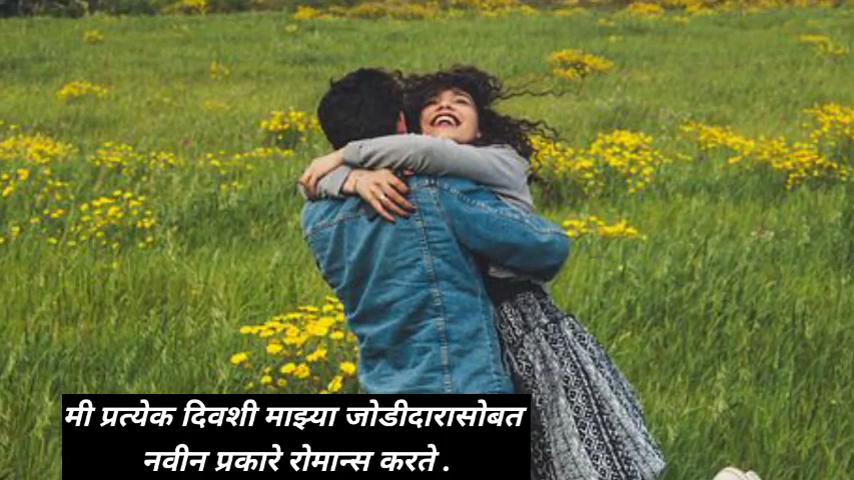 मी प्रत्येक दिवशी माझ्या जोडीदारासोबत
नवीन प्रकारे रोमान्स करते .